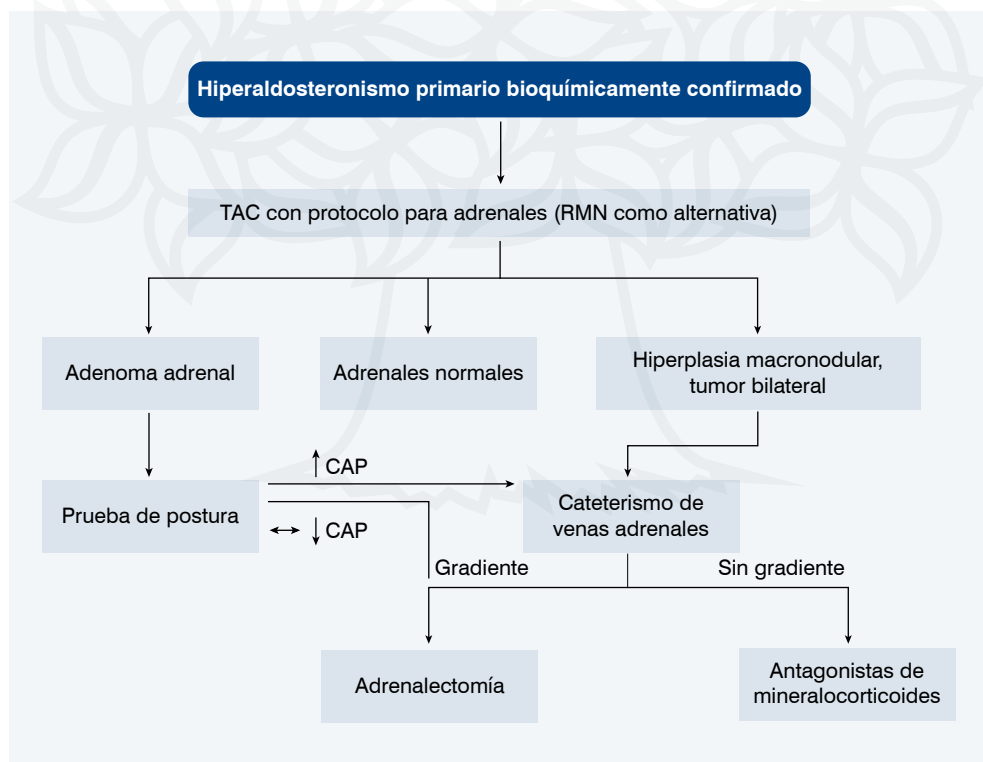 Hiperaldosteronismo primario bioquímicamente confirmado
TAC con protocolo para adrenales (RMN como alternativa)
Adenoma adrenal
Adrenales normales
Hiperplasia macronodular,
tumor bilateral
Prueba de postura
↑ CAP
↔ ↓ CAP
Cateterismo de
venas adrenales
Gradiente
Sin gradiente
Adrenalectomía
Antagonistas de
mineralocorticoides